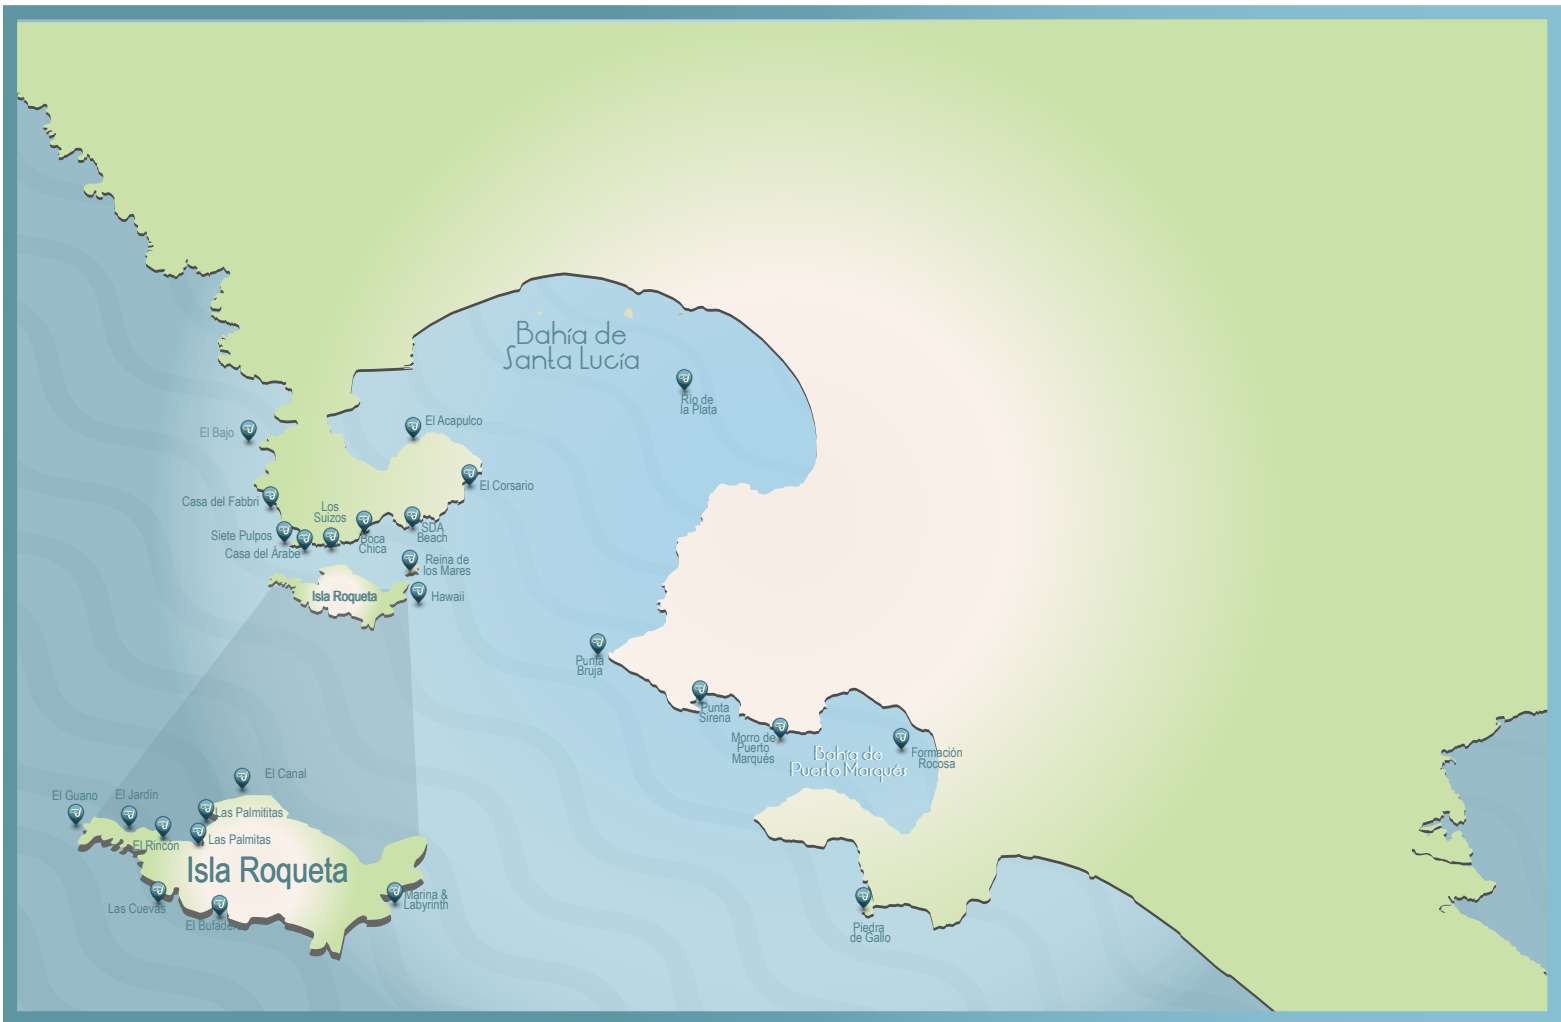 Bahía de
Santa Lucía
Río de
la Plata
El Acapulco
El Bajo
El Corsario
Casa del Fabbri
Los
Suizos
Siete Pulpos
SDA
Beach
Boca
Chica
Casa del Árabe
Reina de
los Mares
Isla Roqueta
Hawaii
Punta
Bruja
Punta
Sirena
Morro de
Puerto
Marqués
Bahía de
Puerto Marqués
Formación
Rocosa
El Canal
El Guano
El Jardín
Las Palmititas
El Rincón
Las Palmitas
Isla Roqueta
Marina &
Labyrinth
Las Cuevas
El Bufader
Piedra
de Gallo